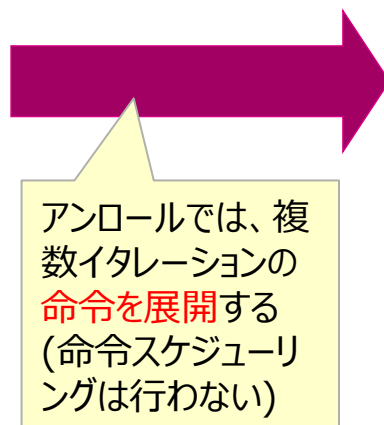 アンロールでは、複
数イタレーションの
命令を展開する
(命令スケジューリ
ングは行わない)